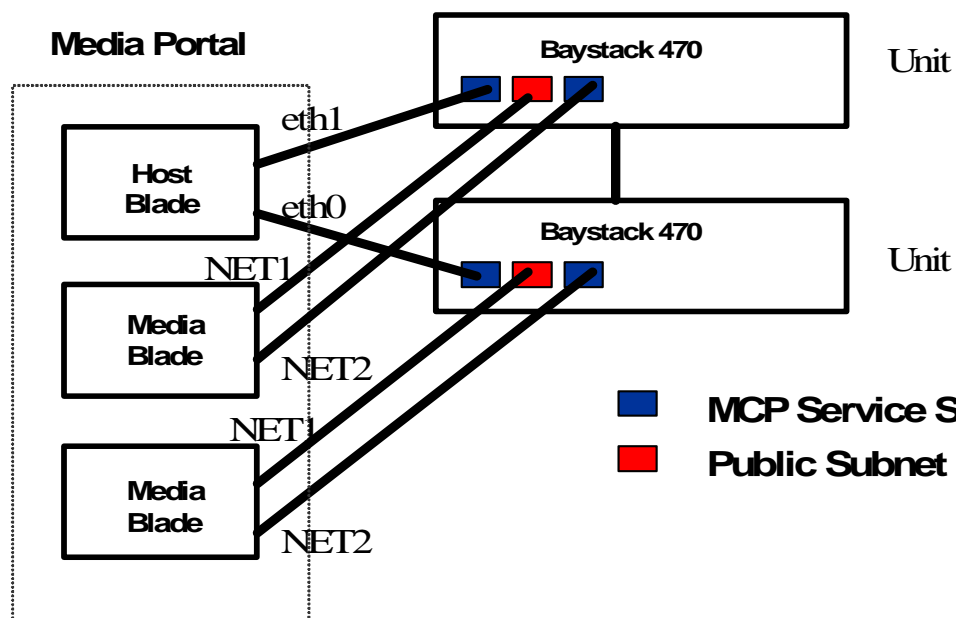 Media Portal
Baystack 470
Unit
eth1
Host
Blade
eth0
Baystack 470
Unit
NET1
Media
Blade
NET2
MCP Service S
NET1
Public Subnet
Media
Blade
NET2